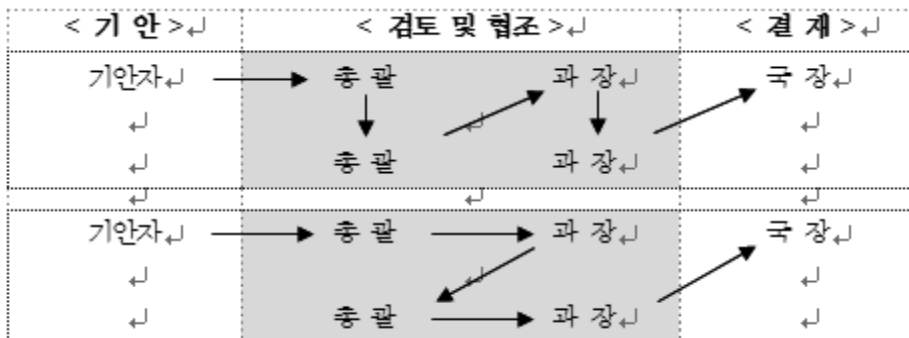 < 기 안 > < 검토 및 협조 > < 결 재 >
기안자 총 괄 과 장 국 장
총 괄 과 장
기안자 총 괄 과 장 국 장
총 괄 과 장